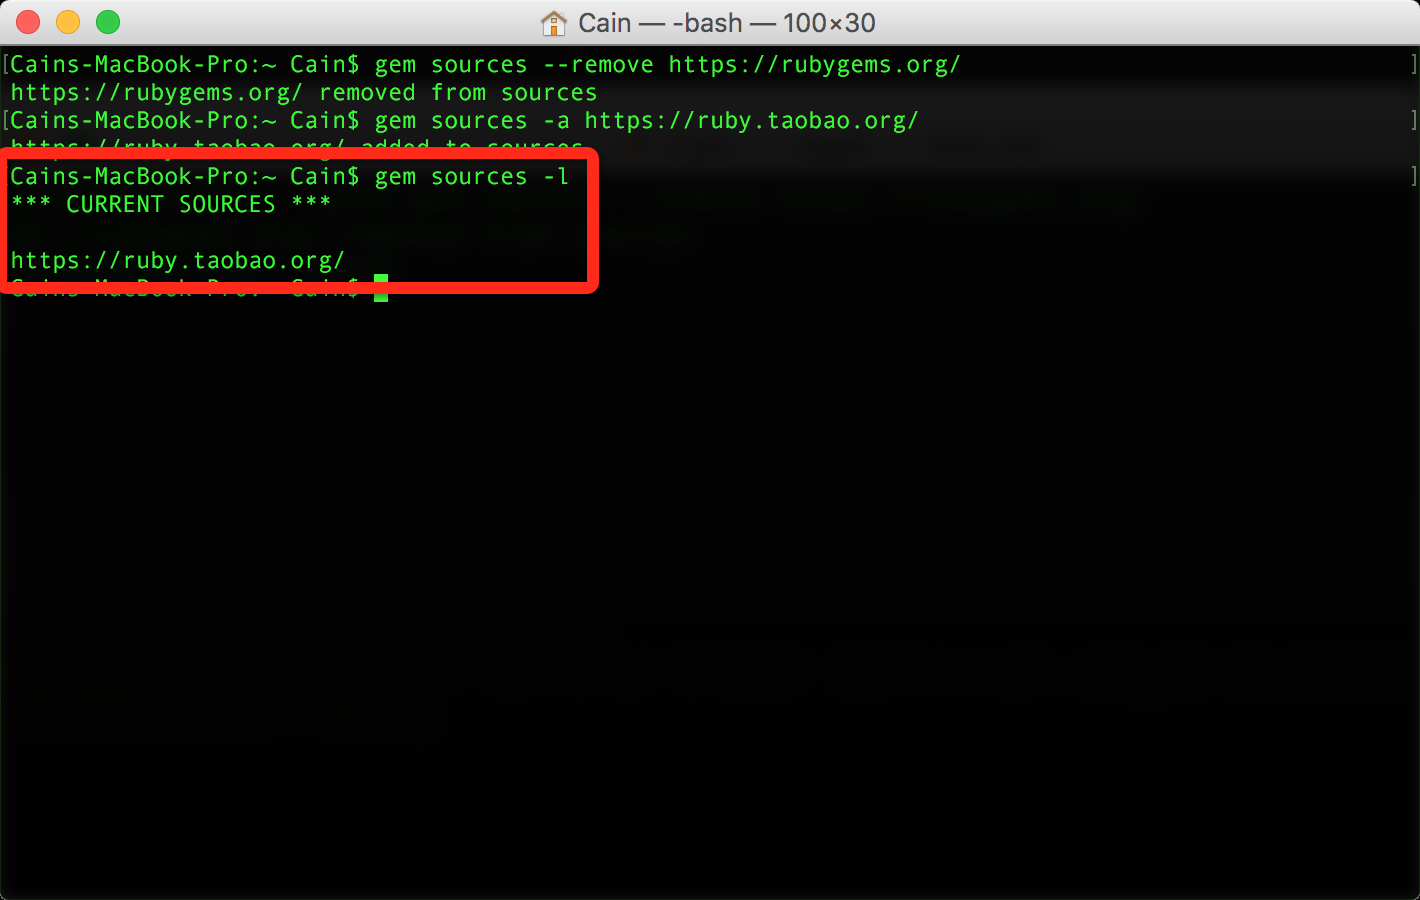 Cain — -bash — 100×30
[Cains-MacBook-Pro:~ Cain$ gem sources --remove https://rubygems.org/ ]
https://rubygems.org/ removed from sources
[Cains-MacBook-Pro:~ Cain$ gem sources -a https://ruby.taobao.org/ ]
https://ruby.taobao.org/ added to sources
Cains-MacBook-Pro:~ Cain$ gem sources -l ]
*** CURRENT SOURCES ***
https://ruby.taobao.org/
Cains-MacBook-Pro:~ Cain$